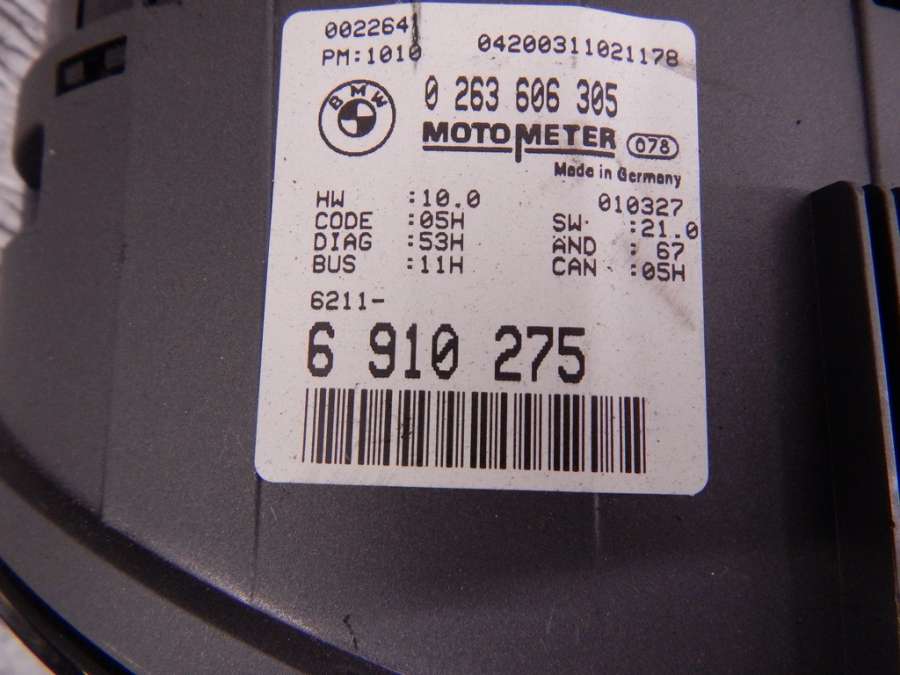 0022641
PM:1010 04200311021178
BMW
0 263 606 305
MOTOMETER 078
Made in Germany
HW :10.0 010327
CODE :05H SW :21.0
DIAG :53H ÄND : 67
BUS :11H CAN :05H
6211-
6 910 275